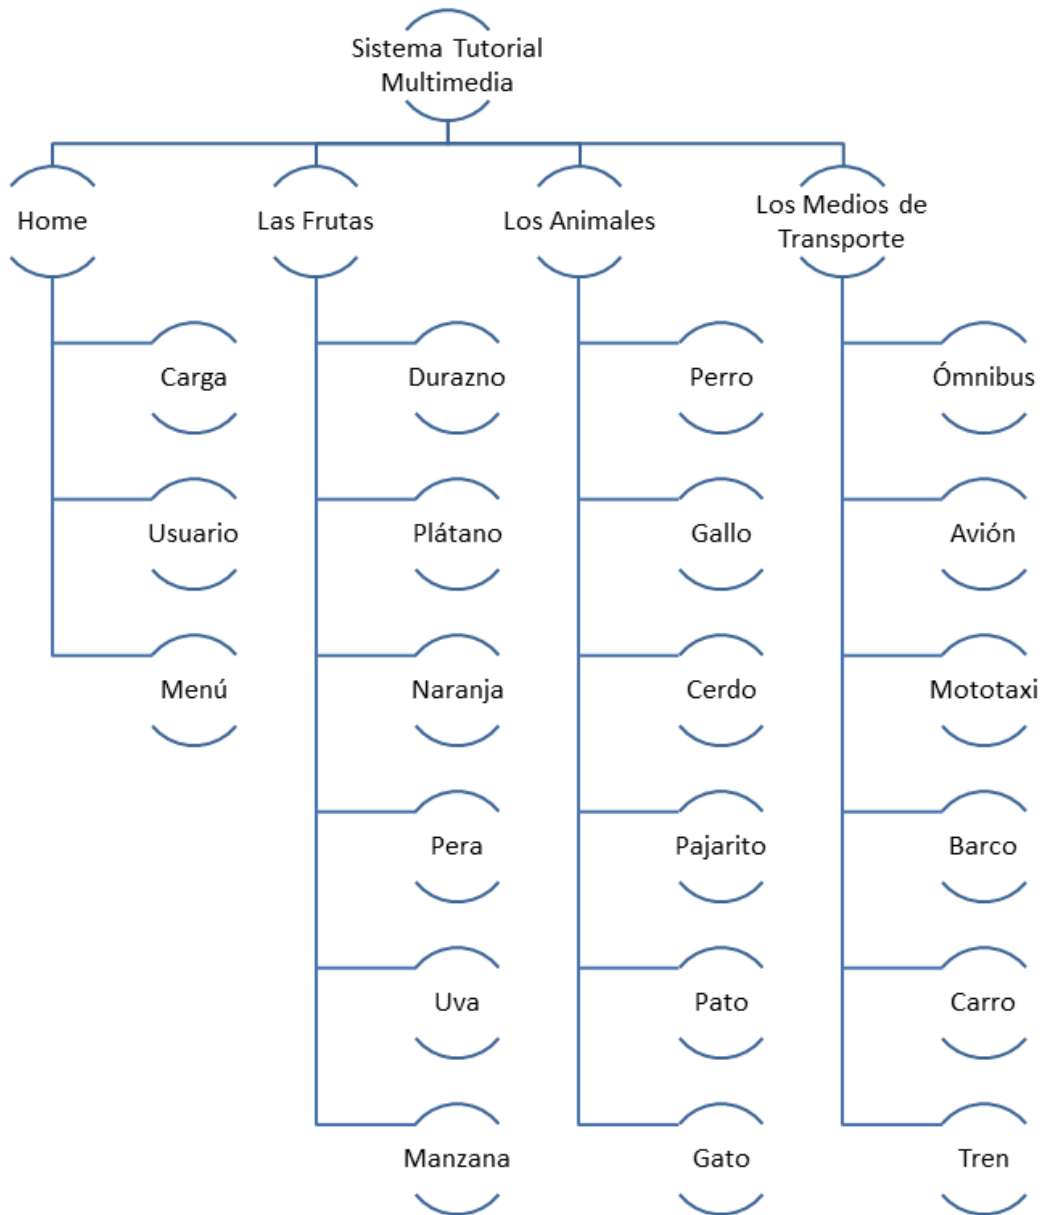 Sistema Tutorial
Multimedia
Home
Las Frutas
Los Animales
Los Medios de
Transporte
Carga
Durazno
Perro
Ómnibus
Usuario
Plátano
Gallo
Avión
Menú
Naranja
Cerdo
Mototaxi
Pera
Pajarito
Barco
Uva
Pato
Carro
Manzana
Gato
Tren